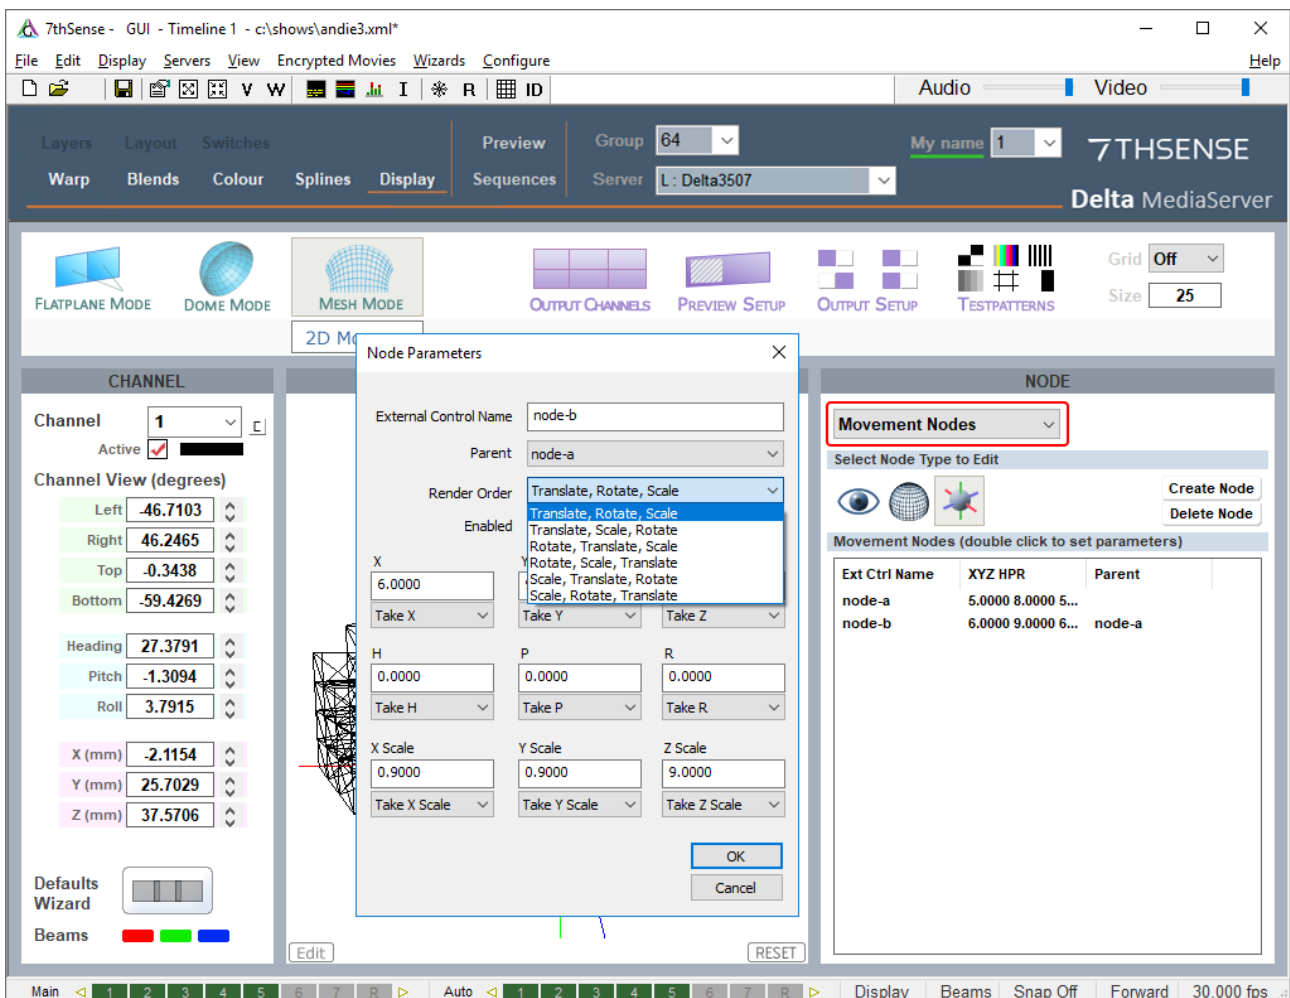 7thSense - GUI - Timeline 1 - c:\shows\andie3.xml*
File Edit Display Servers View Encrypted Movies Wizards Configure Help
V W I R ID Audio Video
Layers Layout Switches Preview Group 64 My name 1 7THSENSE
Warp Blends Colour Splines Display Sequences Server L : Delta3507
Delta MediaServer
FLATPLANE MODE DOME MODE MESH MODE OUTPUT CHANNELS PREVIEW SETUP OUTPUT SETUP TESTPATTERNS
Grid Off
Size 25
2D Mo
CHANNEL
Channel 1
Active
Channel View (degrees)
Left -46.7103
Right 46.2465
Top -0.3438
Bottom -59.4269
Heading 27.3791
Pitch -1.3094
Roll 3.7915
X (mm) -2.1154
Y (mm) 25.7029
Z (mm) 37.5706
Defaults
Wizard
Beams
Node Parameters
External Control Name node-b
Parent node-a
Render Order Translate, Rotate, Scale
Translate, Rotate, Scale
Enabled
Translate, Scale, Rotate
Rotate, Translate, Scale
Rotate, Scale, Translate
Scale, Translate, Rotate
Scale, Rotate, Translate
X Y
6.0000
Take X Take Y Take Z
H P R
0.0000 0.0000 0.0000
Take H Take P Take R
X Scale Y Scale Z Scale
0.9000 0.9000 9.0000
Take X Scale Take Y Scale Take Z Scale
OK
Cancel
Edit RESET
NODE
Movement Nodes
Select Node Type to Edit
Create Node
Delete Node
Movement Nodes (double click to set parameters)
Ext Ctrl Name XYZ HPR Parent
node-a 5.0000 8.0000 5...
node-b 6.0000 9.0000 6... node-a
Main 1 2 3 4 5 6 7 R Auto 1 2 3 4 5 6 7 R Display Beams Snap Off Forward 30.000 fps